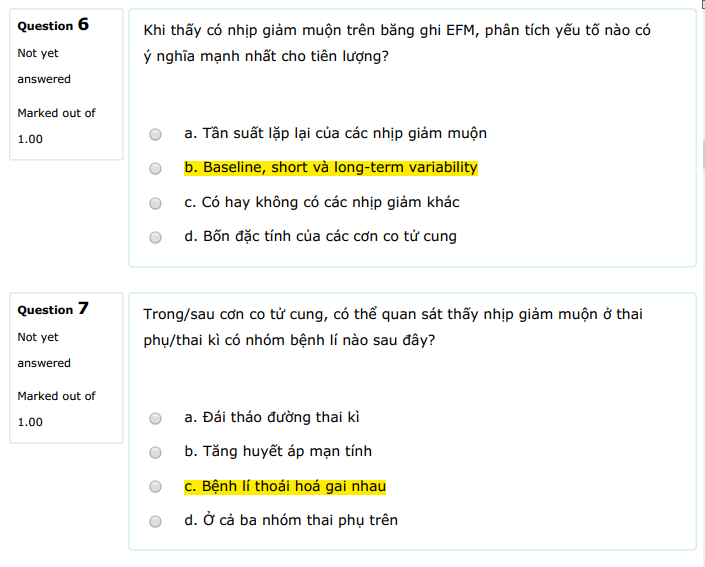 Question 6
Not yet
answered
Marked out of
1.00
Khi thấy có nhịp giảm muộn trên băng ghi EFM, phân tích yếu tố nào có
ý nghĩa mạnh nhất cho tiên lượng?
a. Tần suất lặp lại của các nhịp giảm muộn
b. Baseline, short và long-term variability
c. Có hay không có các nhịp giảm khác
d. Bốn đặc tính của các cơn co tử cung
Question 7
Not yet
answered
Marked out of
1.00
Trong/sau cơn co tử cung, có thể quan sát thấy nhịp giảm muộn ở thai
phụ/thai kì có nhóm bệnh lí nào sau đây?
a. Đái tháo đường thai kì
b. Tăng huyết áp mạn tính
c. Bệnh lí thoái hoá gai nhau
d. Ở cả ba nhóm thai phụ trên